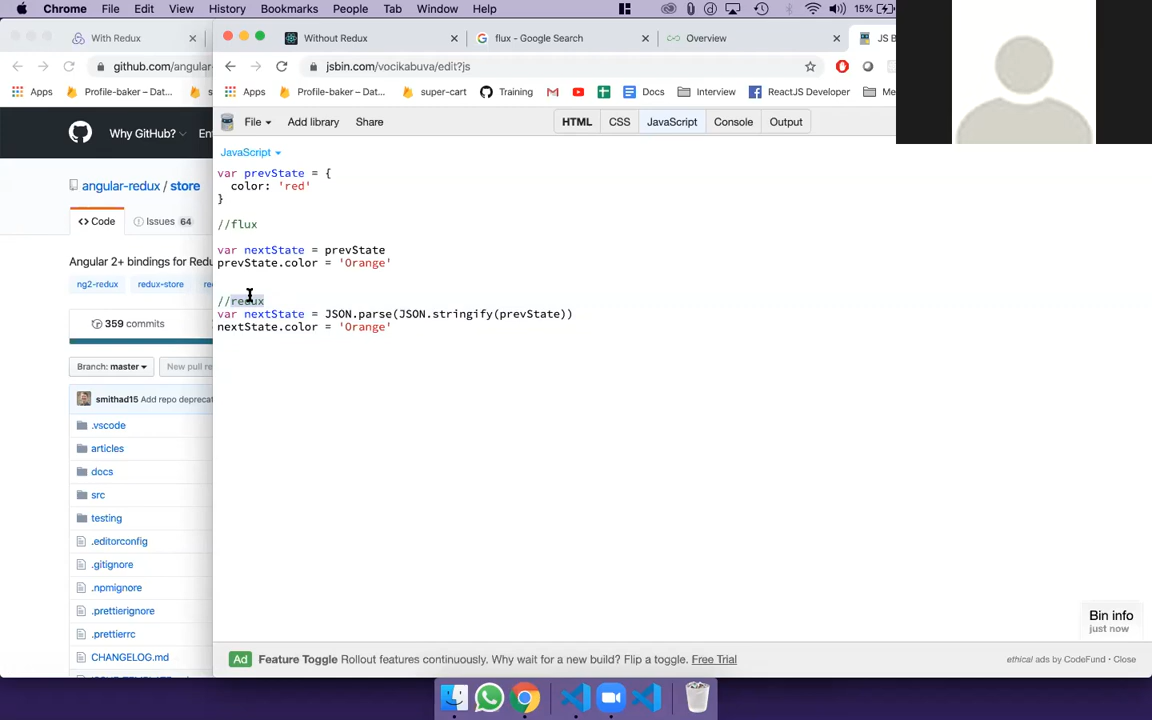 Chrome File Edit View History Bookmarks People Tab Window Help 15%
With Redux
Without Redux
flux - Google Search
Overview
JS B
github.com/angular-
jsbin.com/vocikabuva/edit?js
Apps Profile-baker – Dat...
Apps Profile-baker – Dat... super-cart Training Docs Interview ReactJS Developer Me
Why GitHub? Ent
File Add library Share HTML CSS JavaScript Console Output
JavaScript
var prevState = {
color: 'red'
}
//flux
var nextState = prevState
prevState.color = 'Orange'
//redux
var nextState = JSON.parse(JSON.stringify(prevState))
nextState.color = 'Orange'
angular-redux / store
Code Issues 64
Angular 2+ bindings for Redu
ng2-redux redux-store re
359 commits
Branch: master New pull re
smithad15 Add repo deprecat
.vscode
articles
docs
src
testing
.editorconfig
.gitignore
.npmignore
.prettierignore
.prettierrc
CHANGELOG.md
Bin info
just now
Ad Feature Toggle Rollout features continuously. Why wait for a new build? Flip a toggle. Free Trial
ethical ads by CodeFund · Close